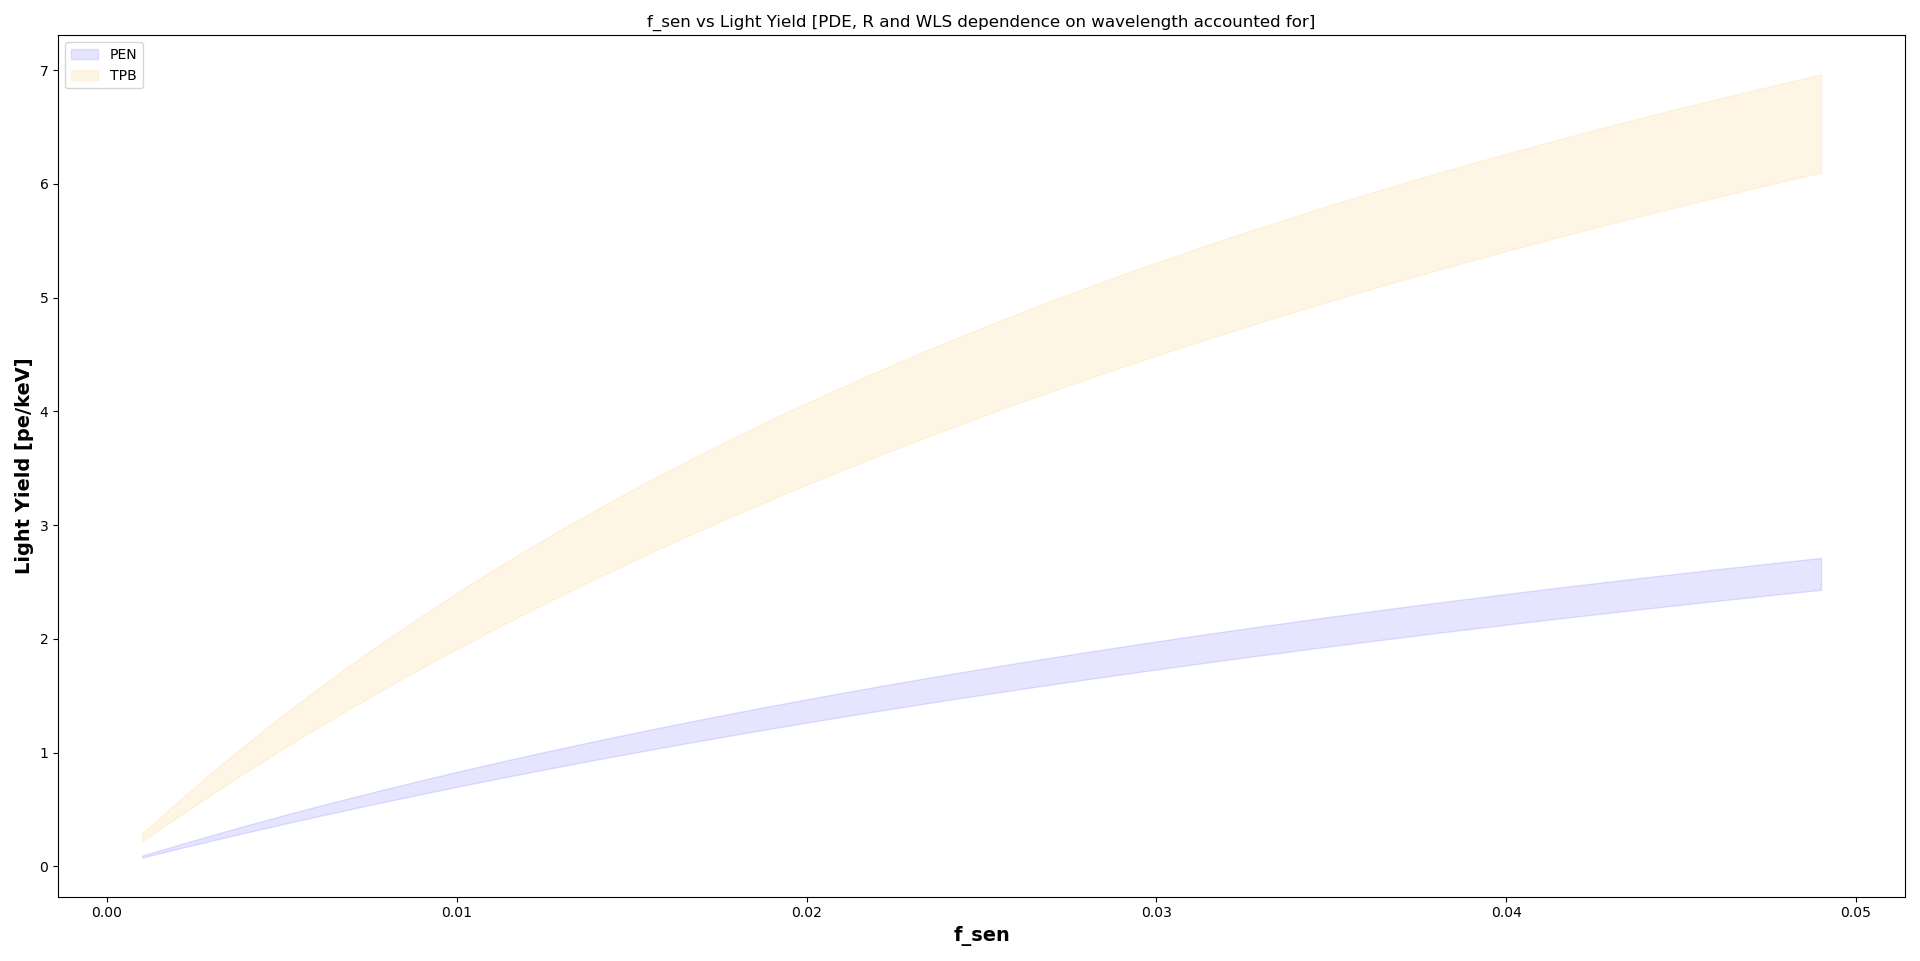 f_sen vs Light Yield [PDE, R and WLS dependence on wavelength accounted for]
PEN
TPB
7
6
5
4
3
2
1
0
Light Yield [pe/keV]
0.00 0.01 0.02 0.03 0.04 0.05
f_sen